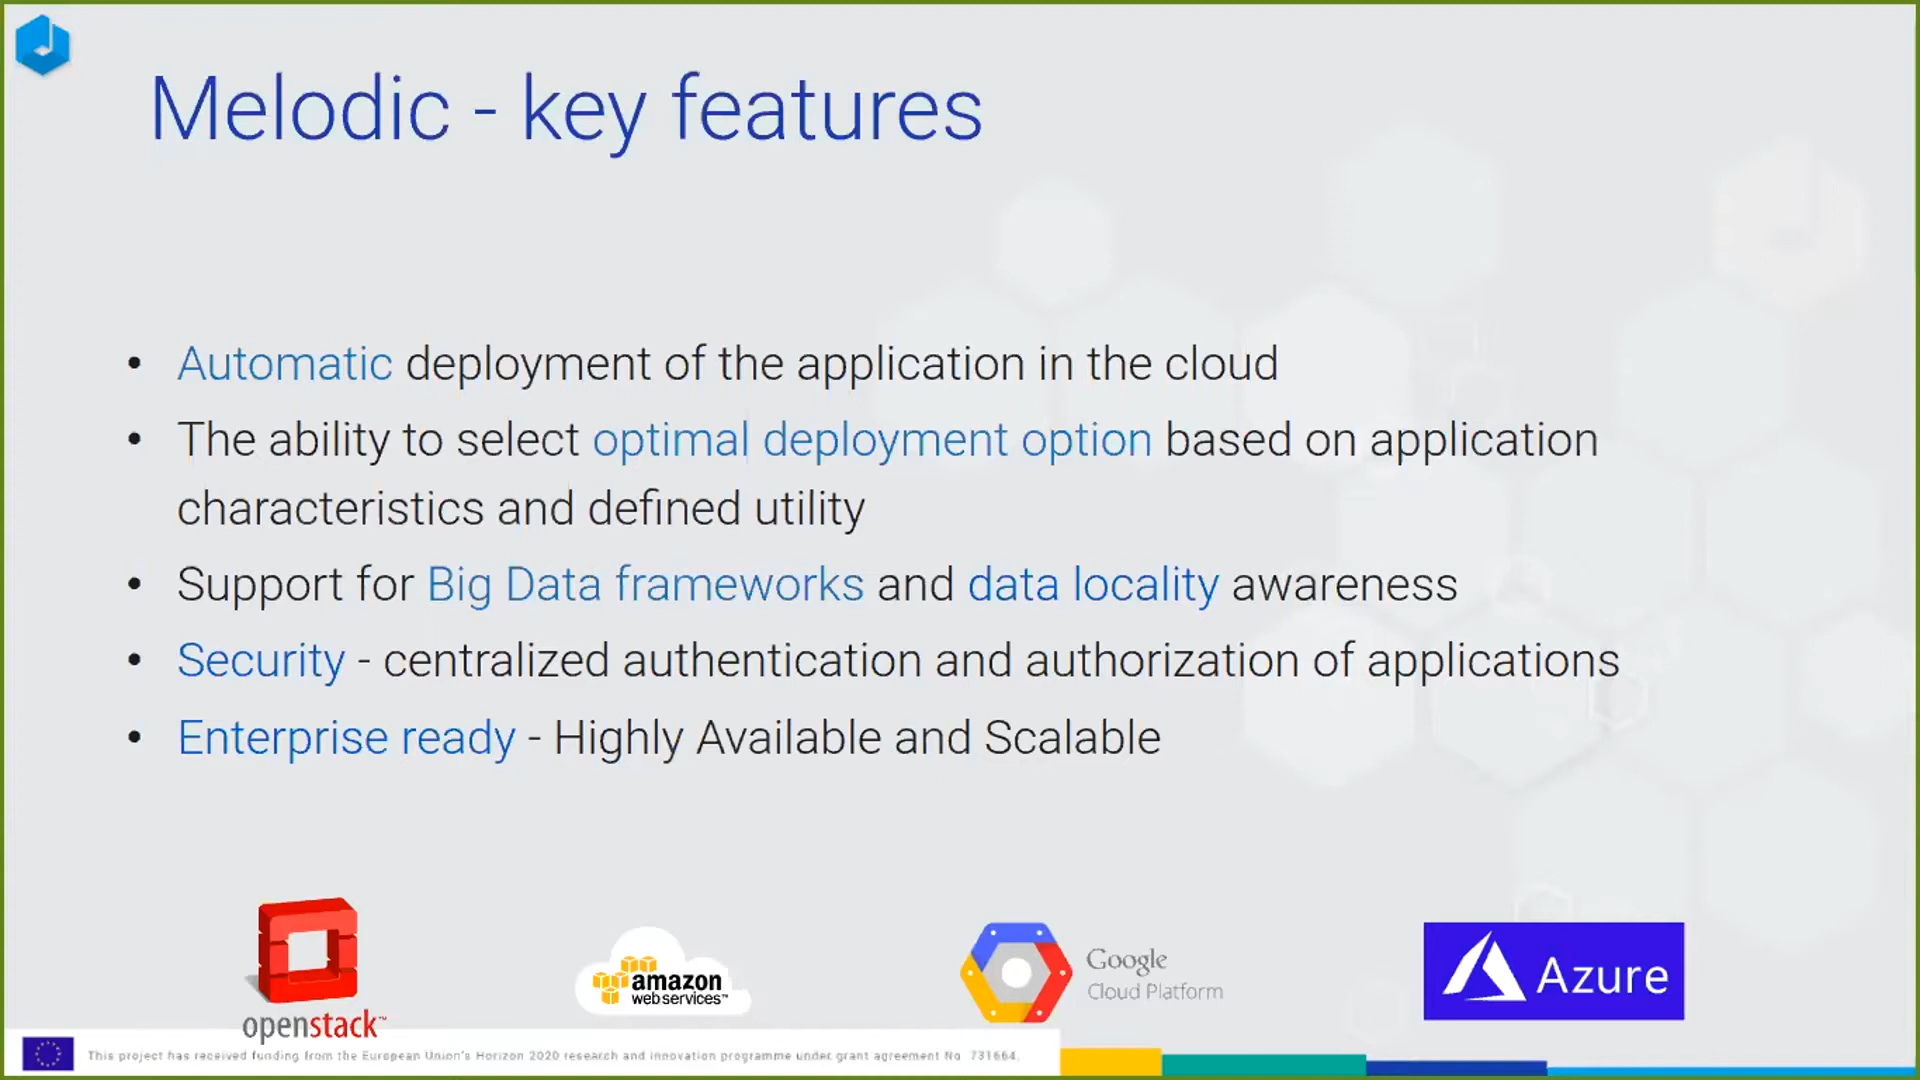 Melodic - key features
• Automatic deployment of the application in the cloud
• The ability to select optimal deployment option based on application
characteristics and defined utility
• Support for Big Data frameworks and data locality awareness
• Security - centralized authentication and authorization of applications
• Enterprise ready - Highly Available and Scalable
openstack™
amazon
web services™
Google
Cloud Platform
Azure
This project has received funding from the European Union's Horizon 2020 research and innovation programme under grant agreement No. 731664.